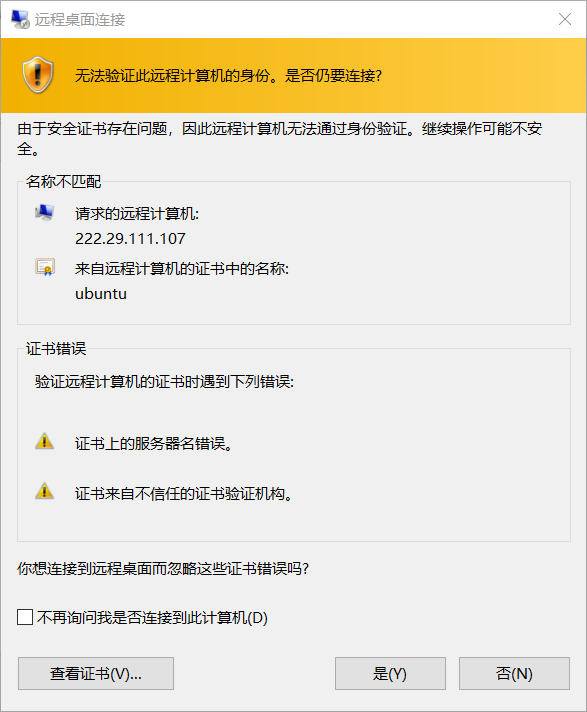 远程桌面连接
无法验证此远程计算机的身份。是否仍要连接?
由于安全证书存在问题，因此远程计算机无法通过身份验证。继续操作可能不安
全。
名称不匹配
请求的远程计算机:
222.29.111.107
来自远程计算机的证书中的名称:
ubuntu
证书错误
验证远程计算机的证书时遇到下列错误:
证书上的服务器名错误。
证书来自不信任的证书验证机构。
你想连接到远程桌面而忽略这些证书错误吗?
不再询问我是否连接到此计算机(D)
查看证书(V)...
是(Y)
否(N)